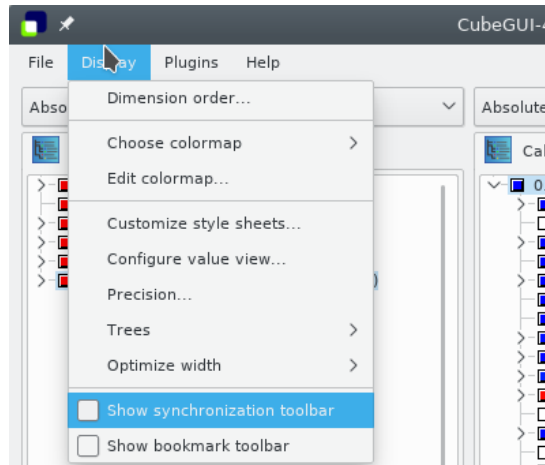 CubeGUI-
File Display Plugins Help
Dimension order...
Abso
Absolute
Choose colormap
Cal
Edit colormap...
0
Customize style sheets...
Configure value view...
)
Precision...
Trees
Optimize width
Show synchronization toolbar
Show bookmark toolbar